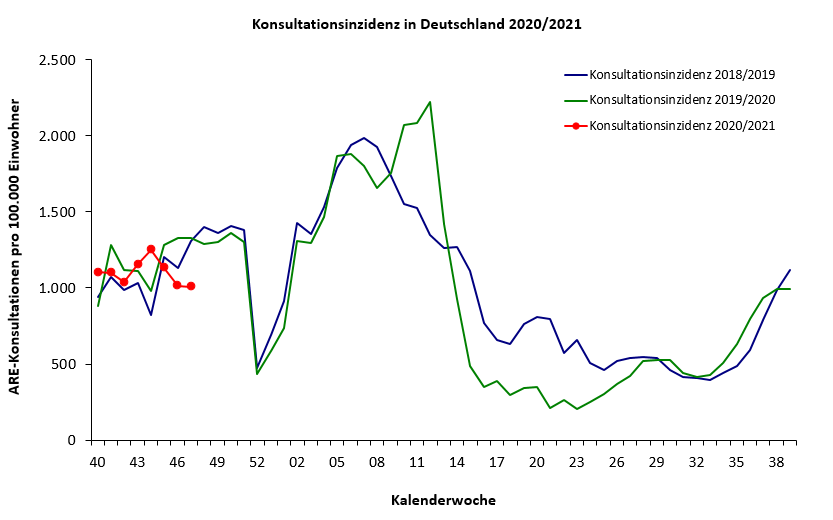 Konsultationsinzidenz in Deutschland 2020/2021
ARE-Konsultationen pro 100.000 Einwohner
2.500
2.000
1.500
1.000
500
0
Konsultationsinzidenz 2018/2019
Konsultationsinzidenz 2019/2020
Konsultationsinzidenz 2020/2021
40 43 46 49 52 02 05 08 11 14 17 20 23 26 29 32 35 38
Kalenderwoche